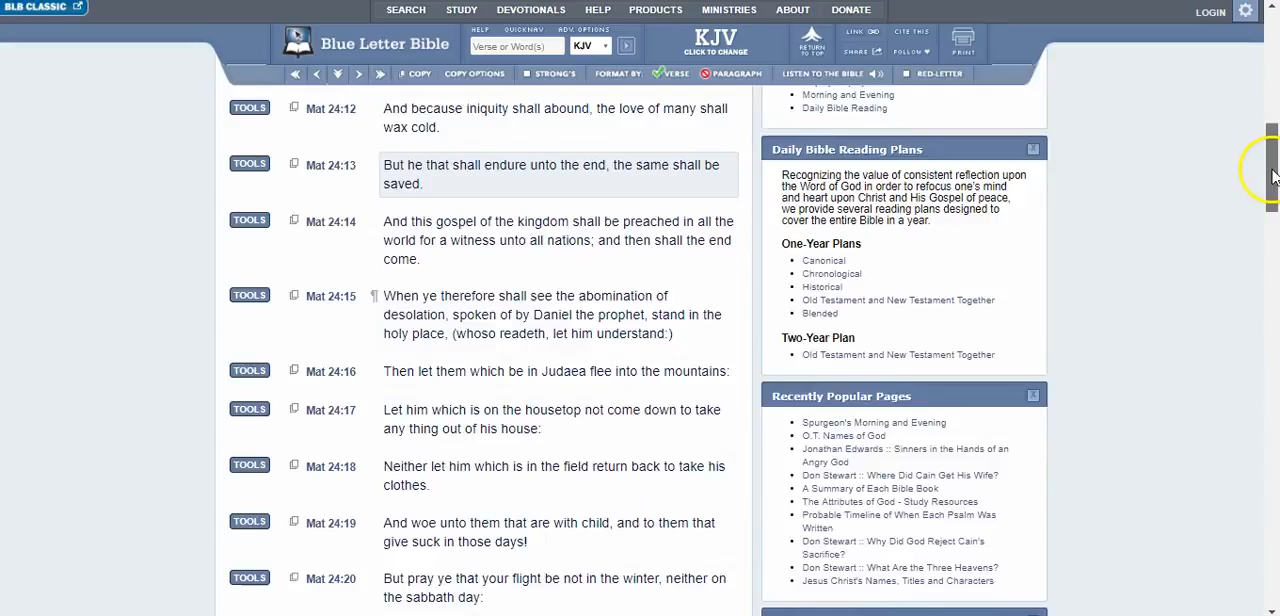 BLB CLASSIC
SEARCH STUDY DEVOTIONALS HELP PRODUCTS MINISTRIES ABOUT DONATE
LOGIN
Blue Letter Bible
HELP QUICKNAV ADV. OPTIONS
Verse or Word(s) KJV
KJV
CLICK TO CHANGE
RETURN
TO TOP
LINK CITE THIS
SHARE FOLLOW
PRINT
COPY COPY OPTIONS STRONG'S FORMAT BY: VERSE PARAGRAPH LISTEN TO THE BIBLE RED-LETTER
TOOLS Mat 24:12 And because iniquity shall abound, the love of many shall
wax cold.
TOOLS Mat 24:13 But he that shall endure unto the end, the same shall be
saved.
TOOLS Mat 24:14 And this gospel of the kingdom shall be preached in all the
world for a witness unto all nations; and then shall the end
come.
TOOLS Mat 24:15 ¶ When ye therefore shall see the abomination of
desolation, spoken of by Daniel the prophet, stand in the
holy place, (whoso readeth, let him understand:)
TOOLS Mat 24:16 Then let them which be in Judaea flee into the mountains:
TOOLS Mat 24:17 Let him which is on the housetop not come down to take
any thing out of his house:
TOOLS Mat 24:18 Neither let him which is in the field return back to take his
clothes.
TOOLS Mat 24:19 And woe unto them that are with child, and to them that
give suck in those days!
TOOLS Mat 24:20 But pray ye that your flight be not in the winter, neither on
the sabbath day:
Morning and Evening
Daily Bible Reading
Daily Bible Reading Plans
Recognizing the value of consistent reflection upon
the Word of God in order to refocus one's mind
and heart upon Christ and His Gospel of peace,
we provide several reading plans designed to
cover the entire Bible in a year.
One-Year Plans
Canonical
Chronological
Historical
Old Testament and New Testament Together
Blended
Two-Year Plan
Old Testament and New Testament Together
Recently Popular Pages
Spurgeon's Morning and Evening
O.T. Names of God
Jonathan Edwards :: Sinners in the Hands of an
Angry God
Don Stewart :: Where Did Cain Get His Wife?
A Summary of Each Bible Book
The Attributes of God - Study Resources
Probable Timeline of When Each Psalm Was
Written
Don Stewart :: Why Did God Reject Cain's
Sacrifice?
Don Stewart :: What Are the Three Heavens?
Jesus Christ's Names, Titles and Characters